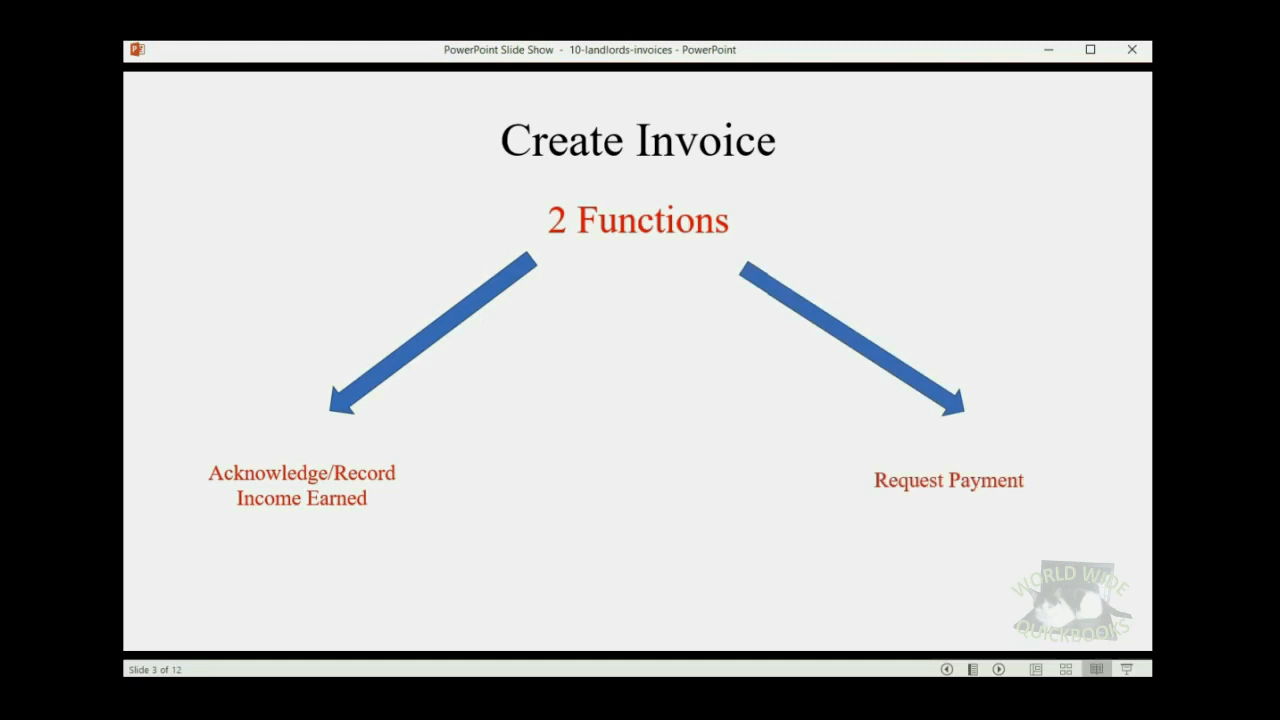 PowerPoint Slide Show - 10-landlords-invoices - PowerPoint
Create Invoice
2 Functions
Acknowledge/Record
Income Earned
Request Payment
WORLD WIDE
QUICKBOOKS
Slide 3 of 12